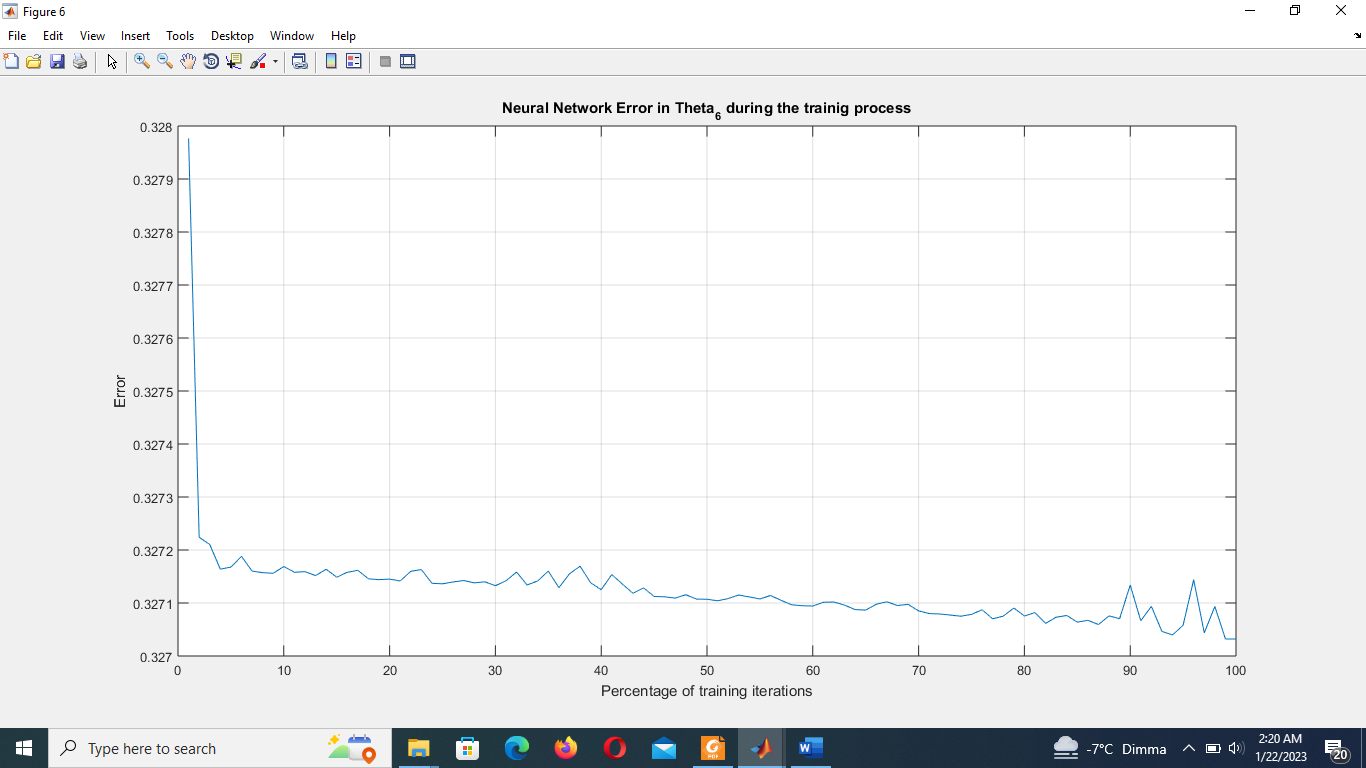 Figure 6
File Edit View Insert Tools Desktop Window Help
Neural Network Error in Theta6 during the trainig process
0.328
0.3279
0.3278
0.3277
0.3276
0.3275
0.3274
0.3273
0.3272
0.3271
0.327
Error
0 10 20 30 40 50 60 70 80 90 100
Percentage of training iterations
Type here to search
G
PDF
W
-7°C Dimma
2:20 AM
1/22/2023
20